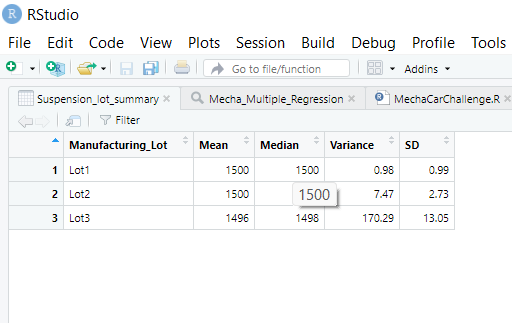 R RStudio
File Edit Code View Plots Session Build Debug Profile Tools
Go to file/function Addins
Suspension_lot_summary Mecha_Multiple_Regression MechaCarChallenge.R
Filter
Manufacturing_Lot Mean Median Variance SD
1 Lot1 1500 1500 0.98 0.99
2 Lot2 1500 1500 7.47 2.73
3 Lot3 1496 1498 170.29 13.05